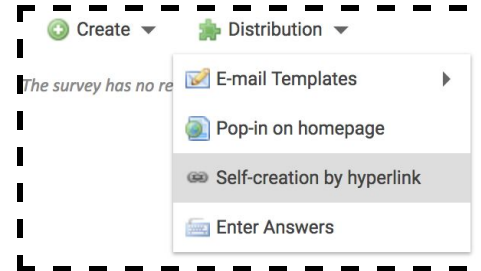 Create
Distribution
The survey has no re
E-mail Templates
Pop-in on homepage
Self-creation by hyperlink
Enter Answers